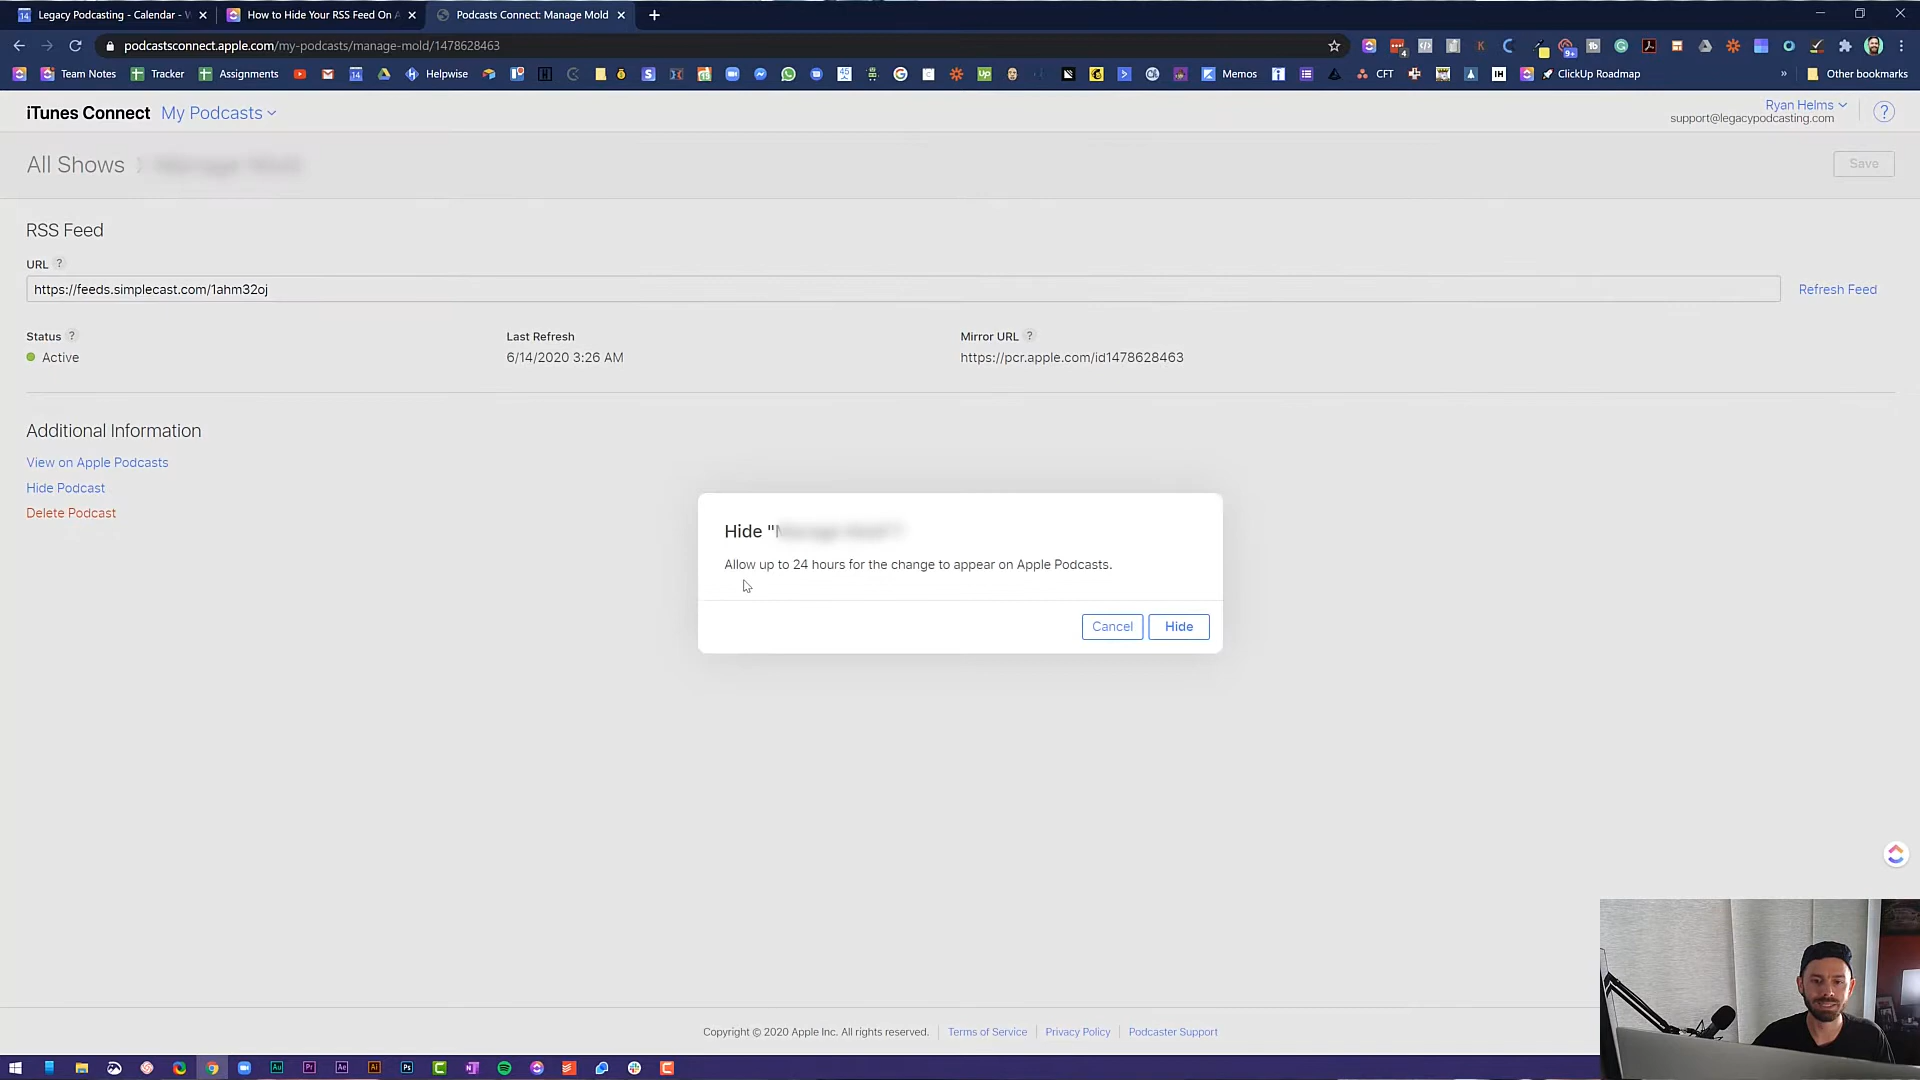 Legacy Podcasting - Calendar - W
How to Hide Your RSS Feed On A
Podcasts Connect: Manage Mold
podcastsconnect.apple.com/my-podcasts/manage-mold/1478628463
Team Notes
Tracker
Assignments
Helpwise
Memos
CFT
ClickUp Roadmap
» Other bookmarks
iTunes Connect My Podcasts
Ryan Helms
support@legacypodcasting.com
?
All Shows
Save
RSS Feed
URL ?
https://feeds.simplecast.com/1ahm32oj
Refresh Feed
Status ?
Last Refresh
Mirror URL ?
Active
6/14/2020 3:26 AM
https://pcr.apple.com/id1478628463
Additional Information
View on Apple Podcasts
Hide Podcast
Delete Podcast
Hide "
Allow up to 24 hours for the change to appear on Apple Podcasts.
Cancel
Hide
Copyright © 2020 Apple Inc. All rights reserved.
Terms of Service
Privacy Policy
Podcaster Support